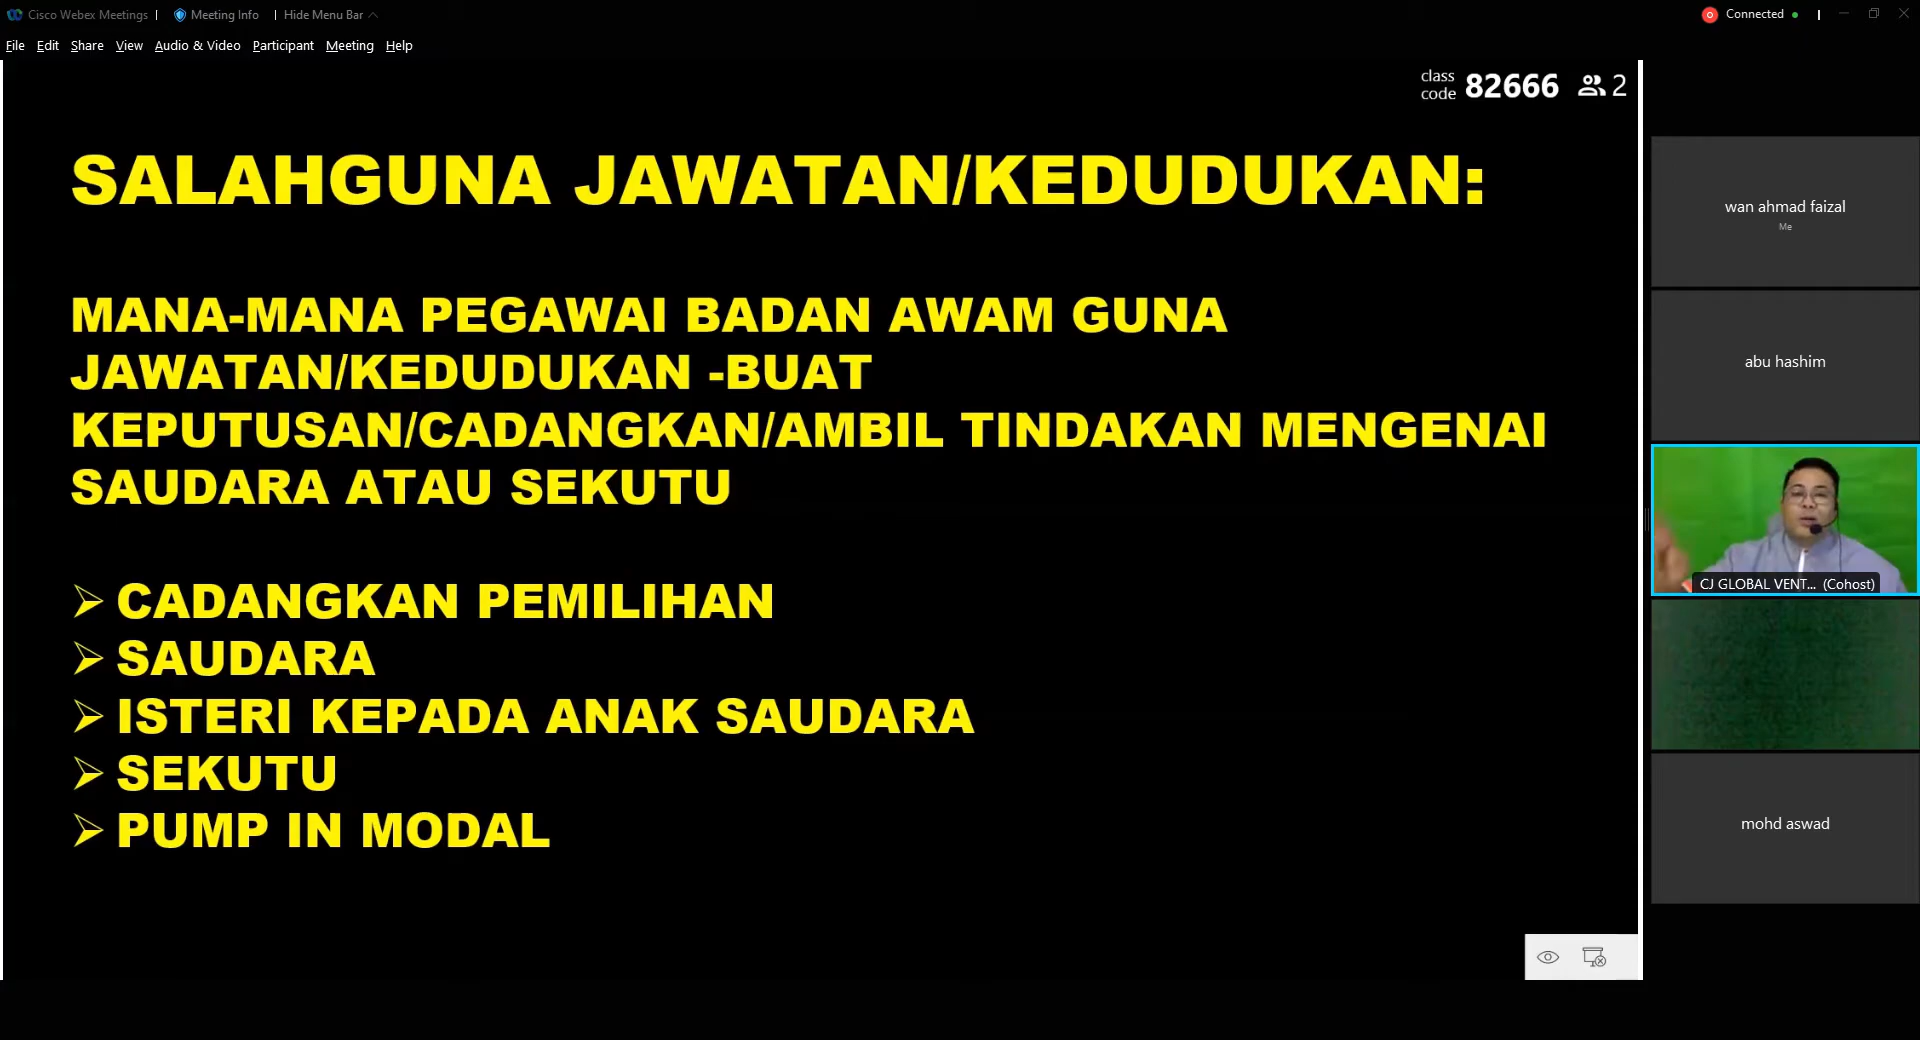 Cisco Webex Meetings | Meeting Info | Hide Menu Bar
Connected
File Edit Share View Audio & Video Participant Meeting Help
class code 82666 2
SALAHGUNA JAWATAN/KEDUDUKAN:
MANA-MANA PEGAWAI BADAN AWAM GUNA
JAWATAN/KEDUDUKAN -BUAT
KEPUTUSAN/CADANGKAN/AMBIL TINDAKAN MENGENAI
SAUDARA ATAU SEKUTU
CADANGKAN PEMILIHAN
SAUDARA
ISTERI KEPADA ANAK SAUDARA
SEKUTU
PUMP IN MODAL
wan ahmad faizal
Me
abu hashim
CJ GLOBAL VENT... (Cohost)
mohd aswad